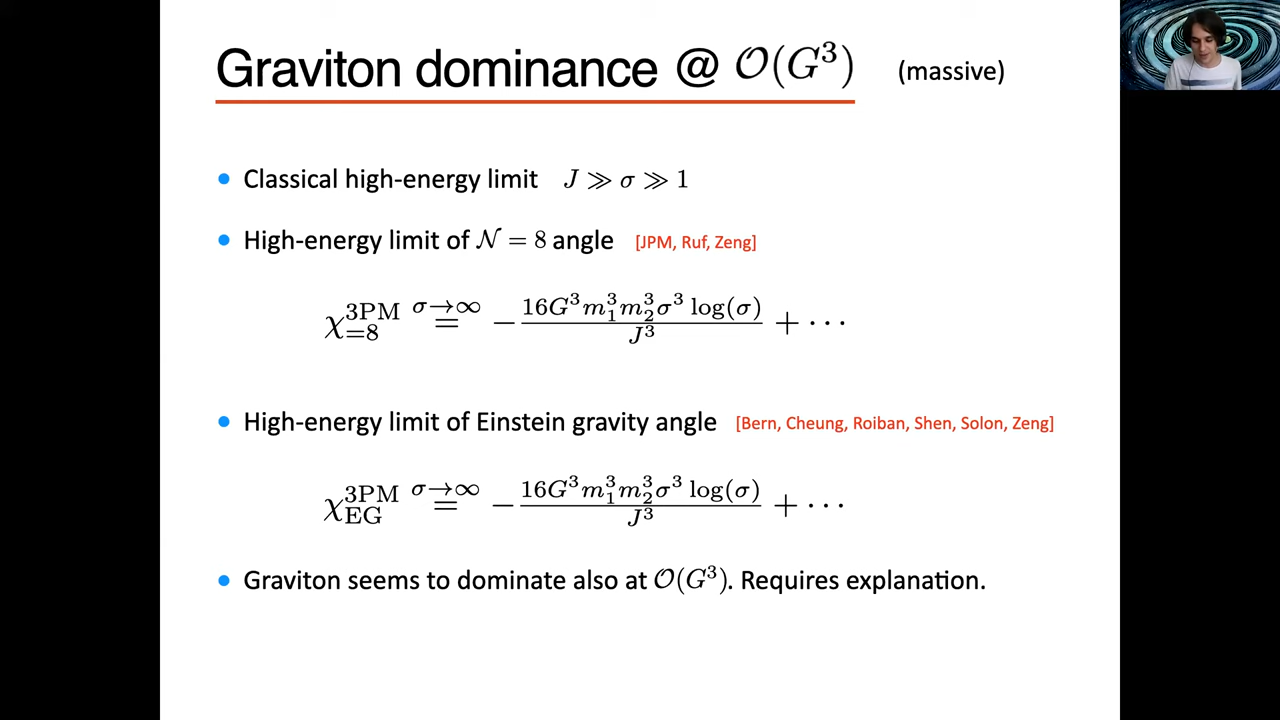 Graviton dominance @ 𝒪(G³) (massive)
• Classical high-energy limit J ≫ σ ≫ 1
• High-energy limit of 𝒩 = 8 angle [JPM, Ruf, Zeng]
χ_{=8}^{3PM} \overset{σ→∞}{=} −\frac{16G³m₁³m₂³σ³ log(σ)}{J³} + ⋯
• High-energy limit of Einstein gravity angle [Bern, Cheung, Roiban, Shen, Solon, Zeng]
χ_{EG}^{3PM} \overset{σ→∞}{=} −\frac{16G³m₁³m₂³σ³ log(σ)}{J³} + ⋯
• Graviton seems to dominate also at 𝒪(G³). Requires explanation.